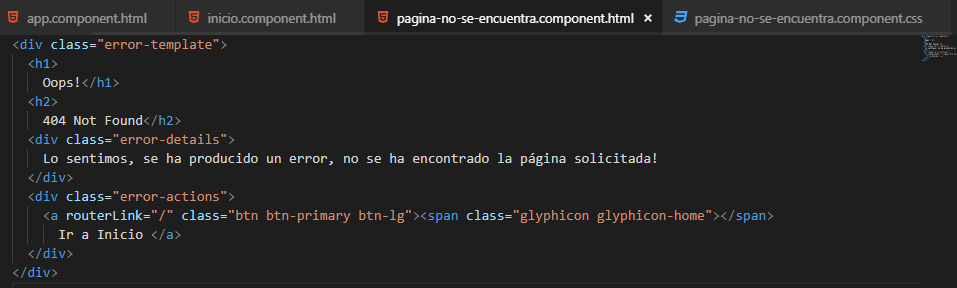 app.component.html inicio.component.html pagina-no-se-encuentra.component.html × pagina-no-se-encuentra.component.css
<div class="error-template">
<h1>
Oops!</h1>
<h2>
404 Not Found</h2>
<div class="error-details">
Lo sentimos, se ha producido un error, no se ha encontrado la página solicitada!
</div>
<div class="error-actions">
<a routerLink="/" class="btn btn-primary btn-lg"><span class="glyphicon glyphicon-home"></span>
Ir a Inicio </a>
</div>
</div>